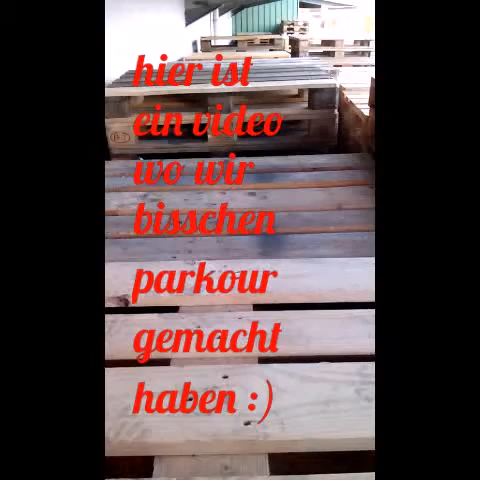 hier ist
ein video
wo wir
bisschen
parkour
gemacht
haben :)